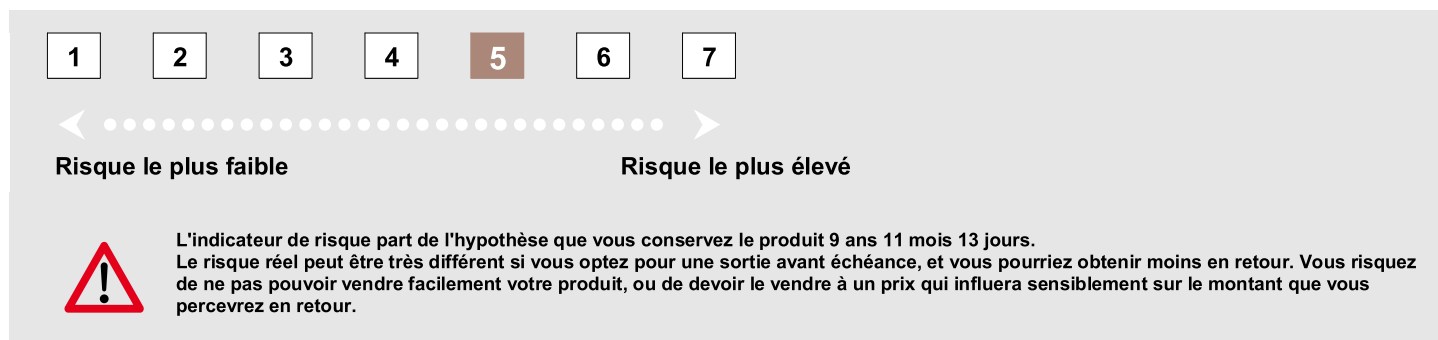 1 2 3 4 5 6 7
Risque le plus faible Risque le plus élevé
L'indicateur de risque part de l'hypothèse que vous conservez le produit 9 ans 11 mois 13 jours.
Le risque réel peut être très différent si vous optez pour une sortie avant échéance, et vous pourriez obtenir moins en retour. Vous risquez
de ne pas pouvoir vendre facilement votre produit, ou de devoir le vendre à un prix qui influera sensiblement sur le montant que vous
percevrez en retour.